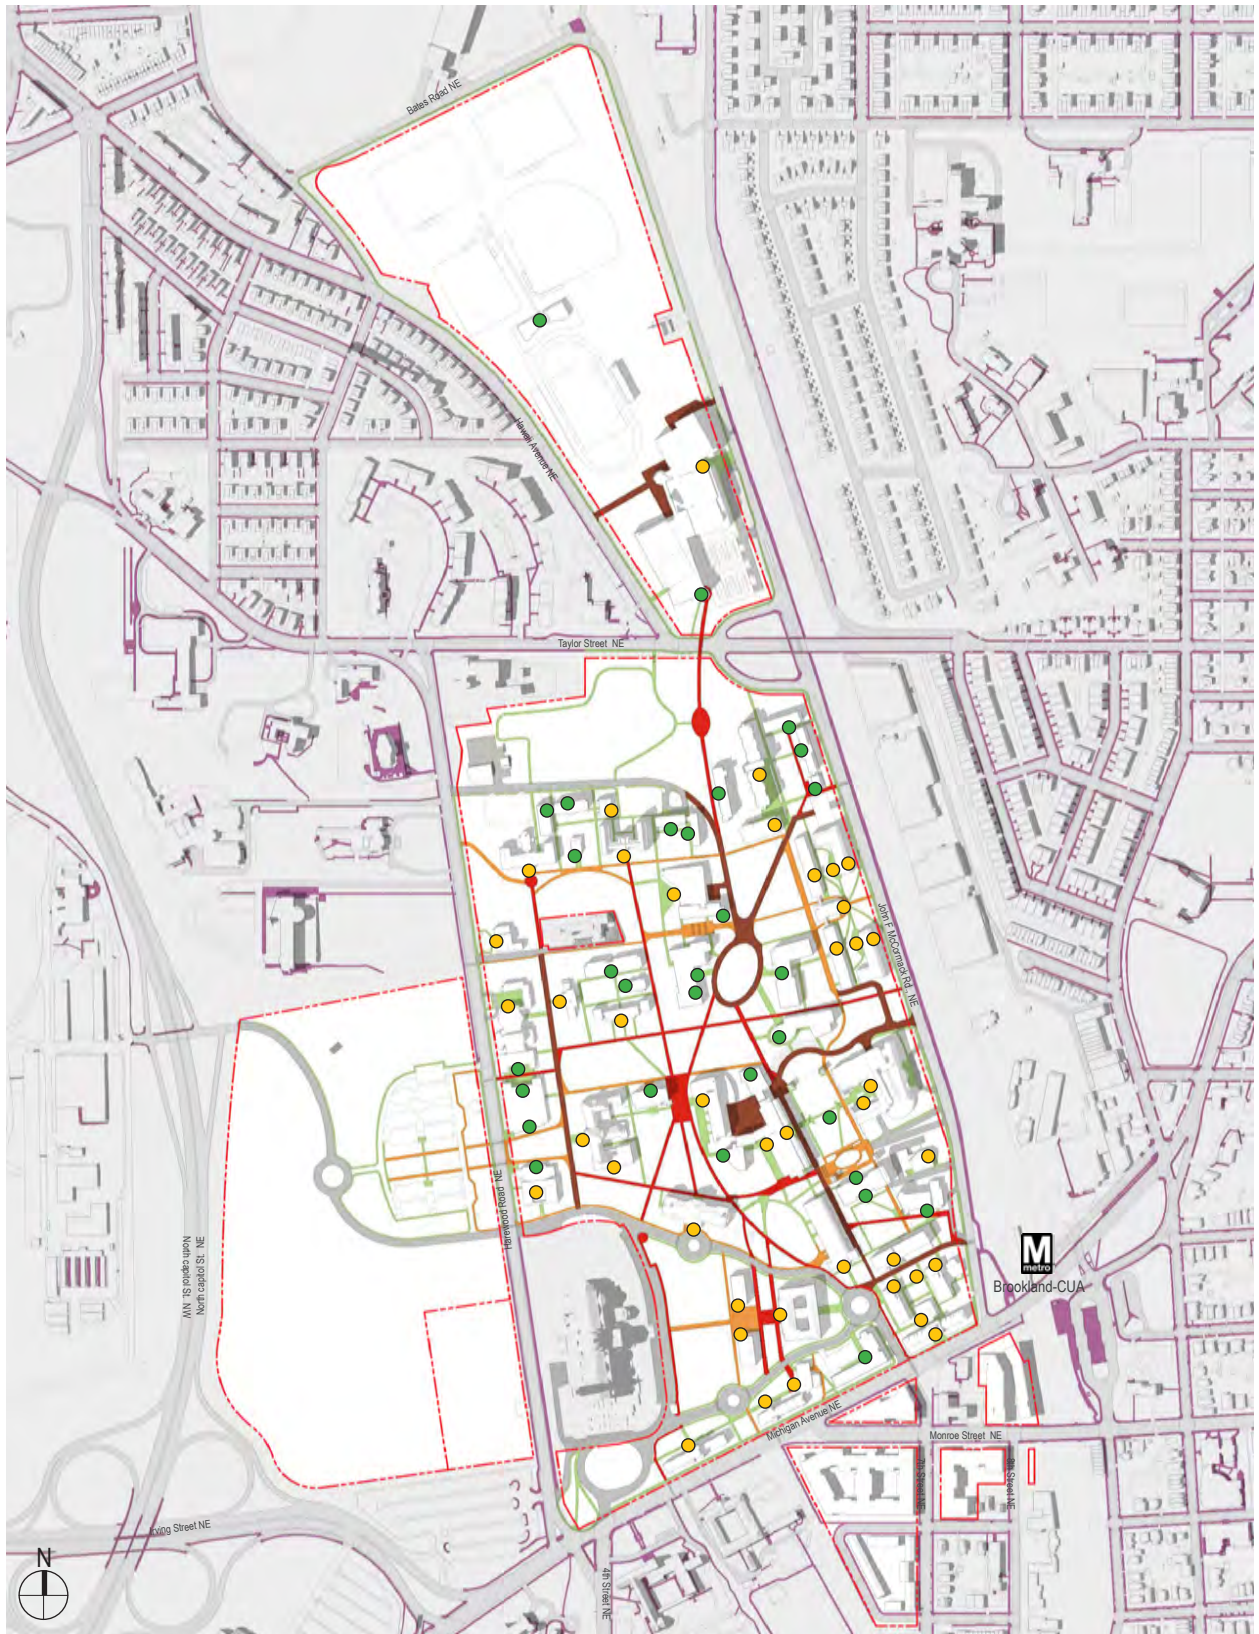 Bates Road NE
Hawaii Avenue NE
Taylor Street NE
John F McCormack Rd., NE
Harewood Road NE
North capitol St. NW
North capitol St. NE
M
metro
Brookland-CUA
Michigan Avenue NE
Monroe Street NE
7th Street NE
8th Street NE
Irving Street NE
4th Street NE
N